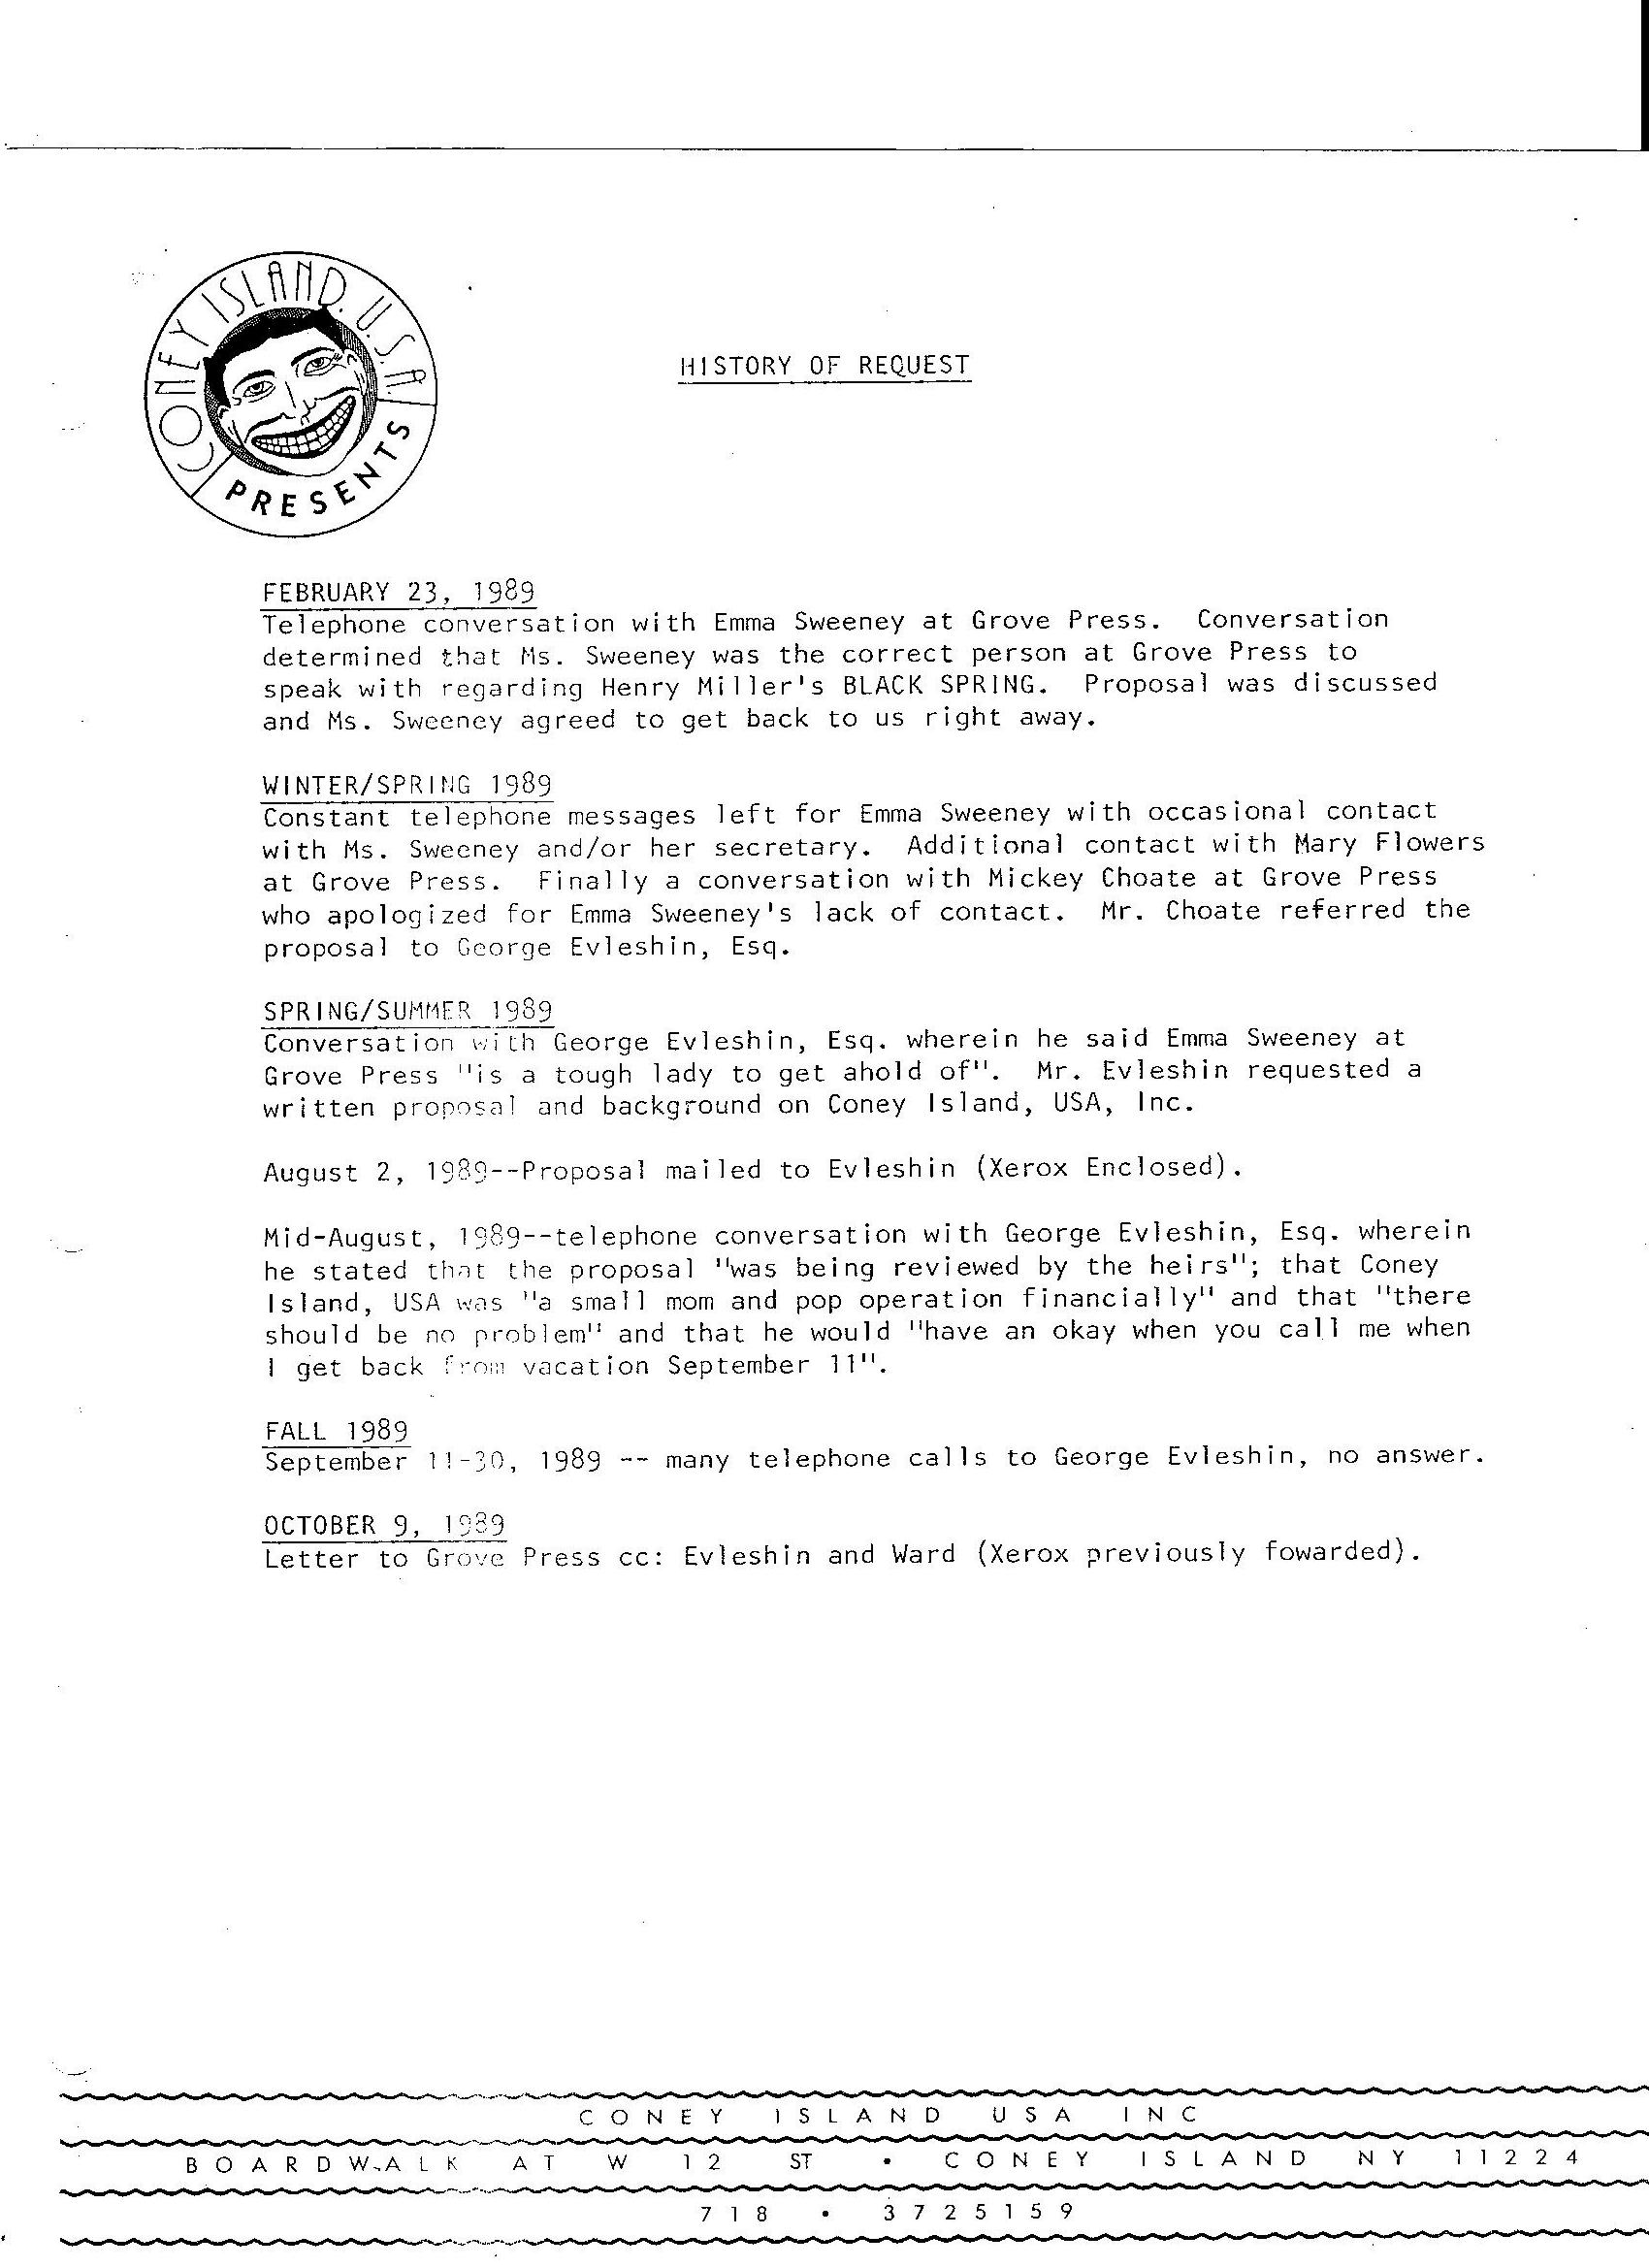 CONEY ISLAND, U.S.A.
PRESENTS
HISTORY OF REQUEST
FEBRUARY 23, 1989
Telephone conversation with Emma Sweeney at Grove Press.  Conversation
determined that Ms. Sweeney was the correct person at Grove Press to
speak with regarding Henry Miller's BLACK SPRING.  Proposal was discussed
and Ms. Sweeney agreed to get back to us right away.
WINTER/SPRING 1989
Constant telephone messages left for Emma Sweeney with occasional contact
with Ms. Sweeney and/or her secretary.  Additional contact with Mary Flowers
at Grove Press.  Finally a conversation with Mickey Choate at Grove Press
who apologized for Emma Sweeney's lack of contact.  Mr. Choate referred the
proposal to George Evleshin, Esq.
SPRING/SUMMER 1989
Conversation with George Evleshin, Esq. wherein he said Emma Sweeney at
Grove Press "is a tough lady to get ahold of".  Mr. Evleshin requested a
written proposal and background on Coney Island, USA, Inc.
August 2, 1989--Proposal mailed to Evleshin (Xerox Enclosed).
Mid-August, 1989--telephone conversation with George Evleshin, Esq. wherein
he stated that the proposal "was being reviewed by the heirs"; that Coney
Island, USA was "a small mom and pop operation financially" and that "there
should be no problem" and that he would "have an okay when you call me when
I get back from vacation September 11".
FALL 1989
September 11-30, 1989 -- many telephone calls to George Evleshin, no answer.
OCTOBER 9, 1989
Letter to Grove Press cc: Evleshin and Ward (Xerox previously fowarded).
CONEY ISLAND USA INC
BOARDWALK AT W 12 ST • CONEY ISLAND NY 11224
718 • 3725159